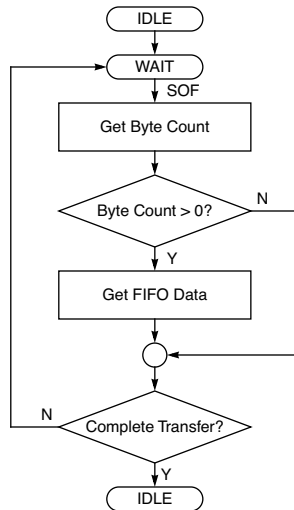 IDLE
WAIT
SOF
Get Byte Count
Byte Count > 0?
N
Y
Get FIFO Data
N
Complete Transfer?
Y
IDLE